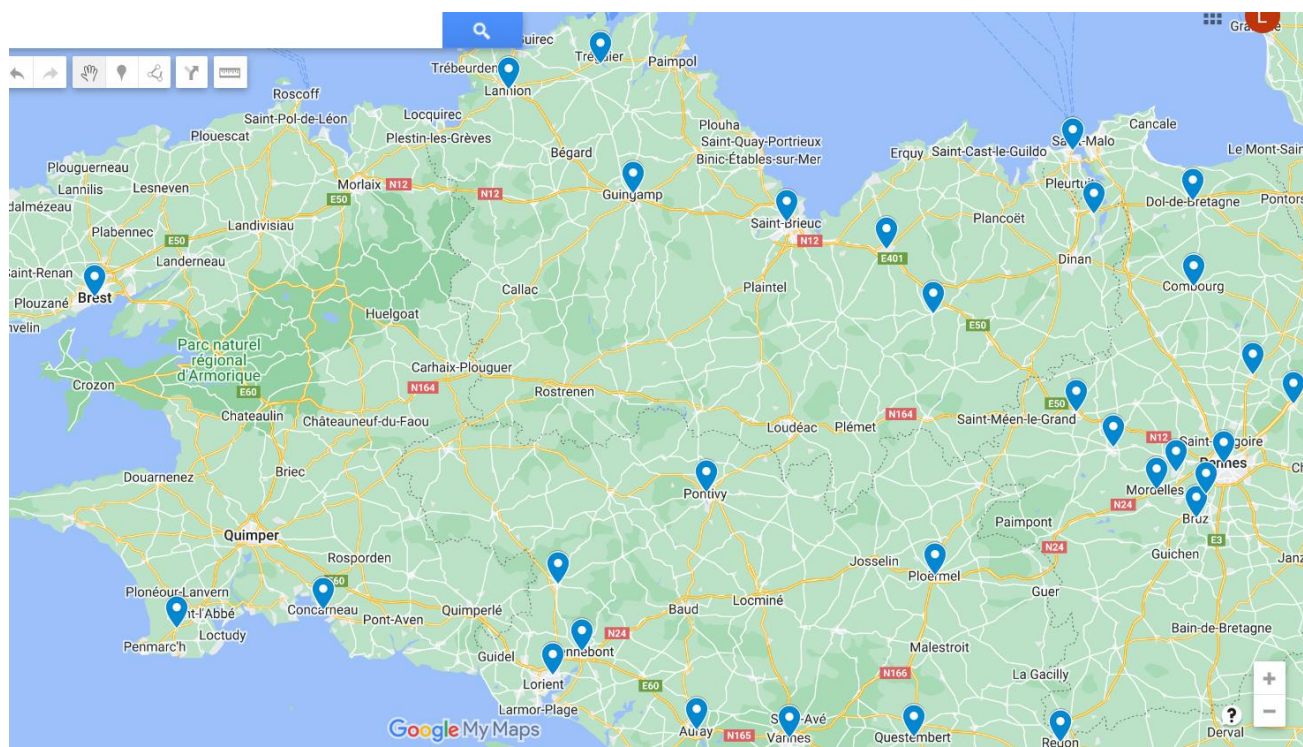 L
Trébeurden
Lannion
Tréguier
Paimpol
Roscoff
Saint-Pol-de-Léon
Locquirec
Plouescat
Plestin-les-Grèves
Plouha
Saint-Quay-Portrieux
Binic-Étables-sur-Mer
Erquy
Saint-Cast-le-Guildo
Cancale
Le Mont-Sain
Bégard
Plouguerneau
Lannilis
Lesneven
Morlaix
N12
N12
E50
Guingamp
Pleurtuit
Dol-de-Bretagne
Pontors
Plabennec
Landivisiau
Saint-Brieuc
N12
Plancoët
E50
Landerneau
E401
Dinan
Saint-Renan
Callac
Plaintel
Combourg
Plouzané
Brest
Huelgoat
E50
Parc naturel
régional
d'Armorique
Crozon
E60
Carhaix-Plouguer
N164
Rostrenen
E50
Chateaulin
Châteauneuf-du-Faou
Loudéac
Plémet
N164
Saint-Méen-le-Grand
N12
Briec
Douarnenez
Pontivy
Rennes
Mordelles
N24
Bruz
Paimpont
Quimper
E3
N24
Guichen
Janz
Rosporden
Josselin
Ploërmel
Guer
Plonéour-Lanvern
Concarneau
Pont-Aven
Quimperlé
Baud
Locminé
Loctudy
Penmarc'h
N24
Bain-de-Bretagne
Guidel
Malestroit
Lorient
N166
La Gacilly
E60
Larmor-Plage
Google My Maps
Auray
N165
Vannes
Questembert
Redon
?
Derval